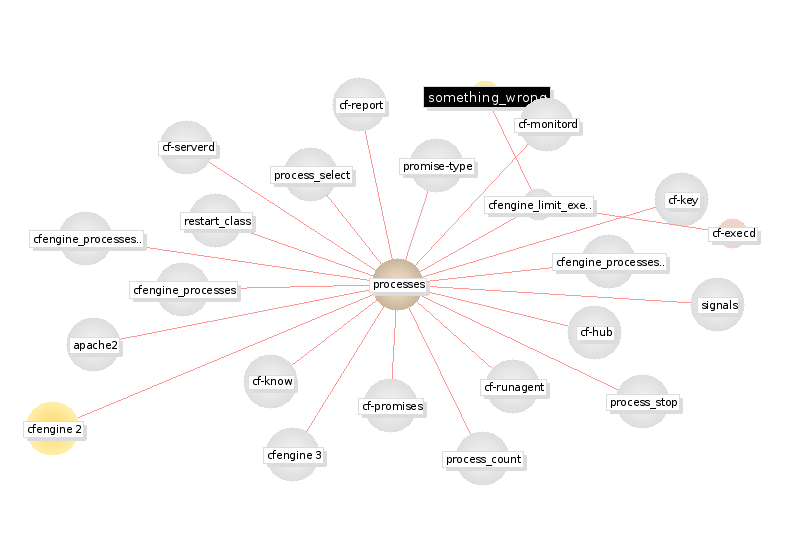 something_wrong
cf-report
cf-monitord
cf-serverd
promise-type
process_select
cf-key
cfengine_limit_exe..
restart_class
cf-execd
cfengine_processes..
cfengine_processes..
processes
cfengine_processes
signals
cf-hub
apache2
cf-know
cf-runagent
process_stop
cf-promises
cfengine 2
cfengine 3
process_count